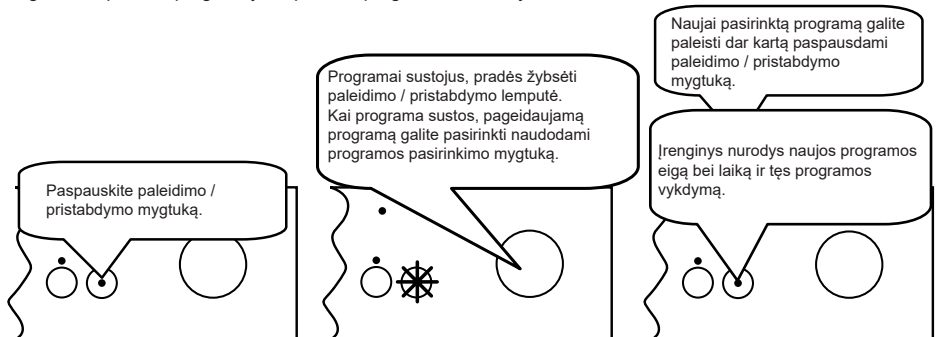 Paspauskite paleidimo /
pristabdymo mygtuką.
Programai sustojus, pradės žybsėti
paleidimo / pristabdymo lemputė.
Kai programa sustos, pageidaujamą
programą galite pasirinkti naudodami
programos pasirinkimo mygtuką.
Naujai pasirinktą programą galite
paleisti dar kartą paspausdami
paleidimo / pristabdymo
mygtuką.
Įrenginys nurodys naujos programos
eigą bei laiką ir tęs programos
vykdymą.